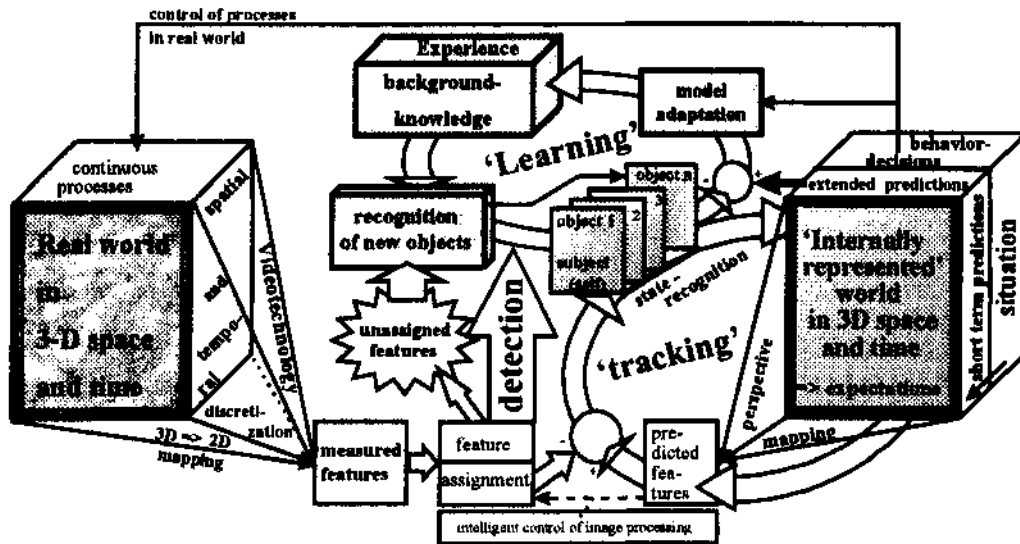 control of processes
in real world
Experience
background-
knowledge
model
adaptation
behavior-
decisions
continuous
processes
spatial
and
tempo-
ral
Videotechnology
'Learning'
object n
3
2
object 1
subject
(self)
extended predictions
recognition
of new objects
'Real world'
in
3-D space
and time
'Internally
represented'
world
in 3D space
and time
=> expectations
short term predictions
situation
state
recognition
unassigned
features
detection
'tracking'
perspective
mapping
discreti-
zation
3D => 2D
mapping
measured
features
feature
assignment
-
+
-
+
pre-
dicted
fea-
tures
intelligent control of image processing